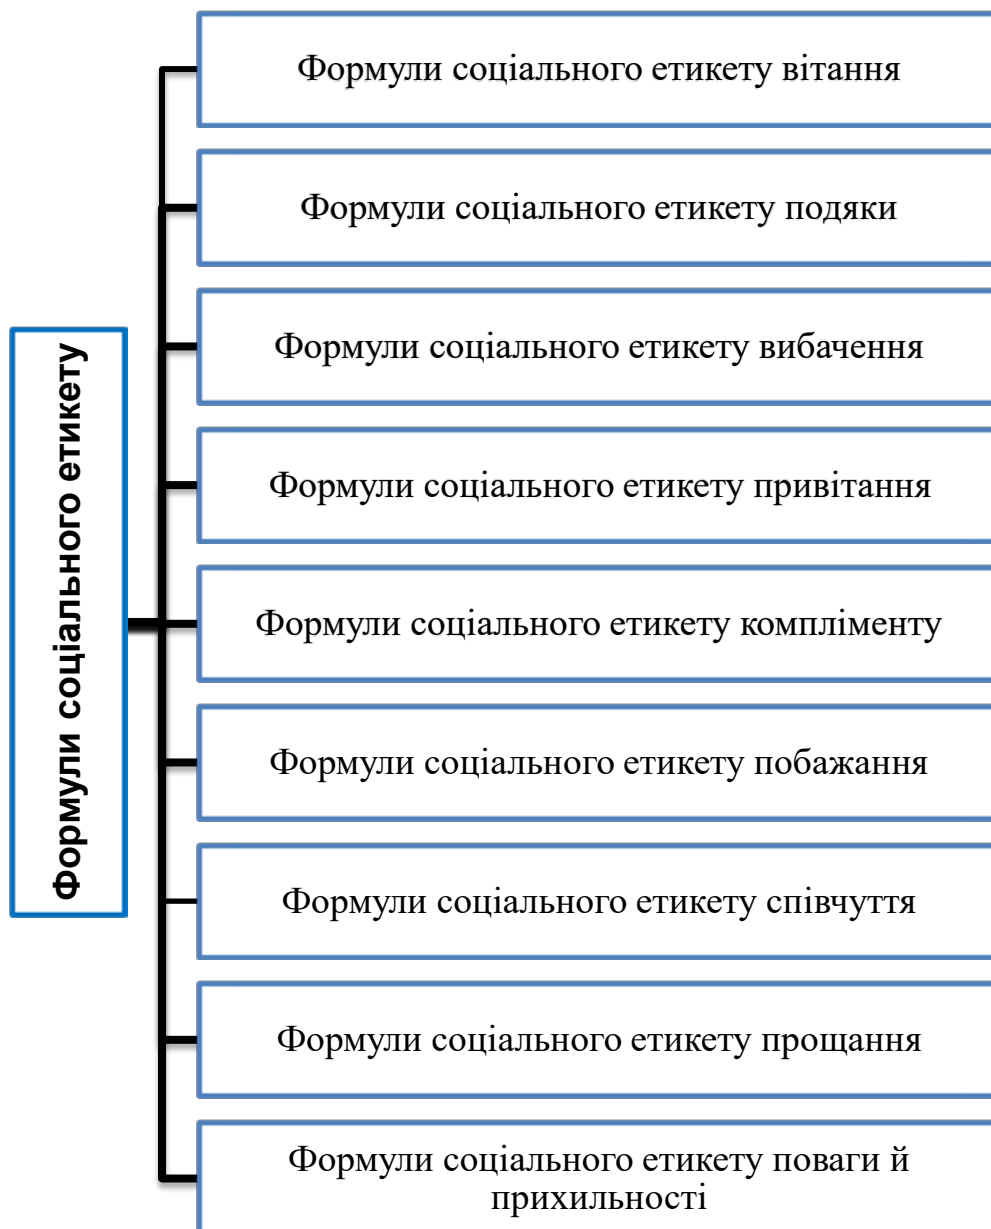 Формули соціального етикету
Формули соціального етикету вітання
Формули соціального етикету подяки
Формули соціального етикету вибачення
Формули соціального етикету привітання
Формули соціального етикету компліменту
Формули соціального етикету побажання
Формули соціального етикету співчуття
Формули соціального етикету прощання
Формули соціального етикету поваги й
прихильності